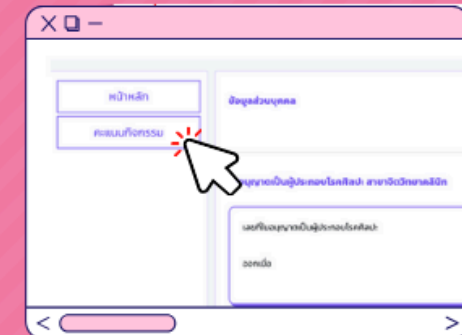 หน้าหลัก
คะแนนกิจกรรม
ข้อมูลส่วนบุคคล
นุญาตเป็นผู้ประกอบโรคศิลปะ สาขาจิตวิทยาคลินิก
เลขที่ใบอนุญาตเป็นผู้ประกอบโรคศิลปะ
ออกเมื่อ